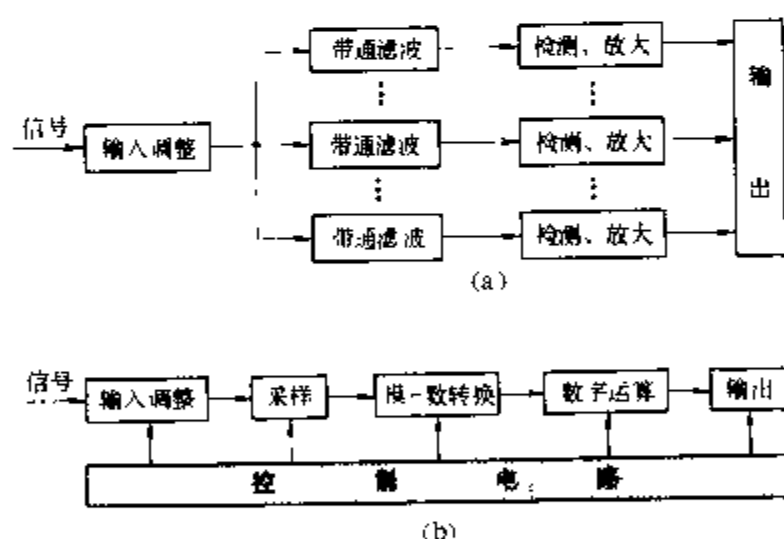 带通滤波 检测、放大 输
信号 输入调整 带通滤波 检测、放大
出
带通滤波 检测、放大
(a)
信号 输入调整 采样 模-数转换 数字运算 输出
控制电路
(b)